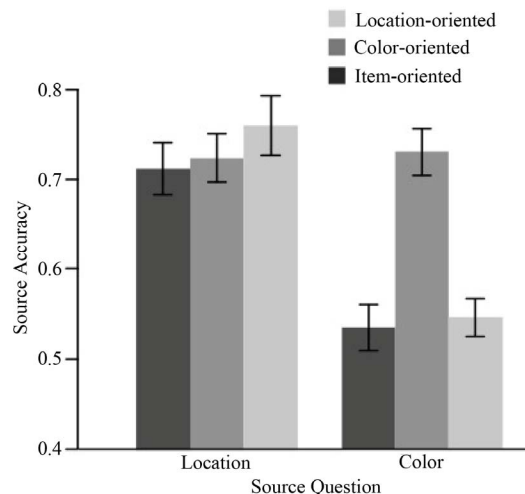 Location-oriented
Color-oriented
Item-oriented
0.8
0.7
0.6
0.5
0.4
Source Accuracy
Location
Color
Source Question